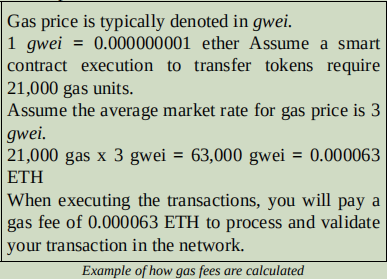 Gas price is typically denoted in gwei.
1 gwei = 0.000000001 ether Assume a smart
contract execution to transfer tokens require
21,000 gas units.
Assume the average market rate for gas price is 3
gwei.
21,000 gas x 3 gwei = 63,000 gwei = 0.000063
ETH
When executing the transactions, you will pay a
gas fee of 0.000063 ETH to process and validate
your transaction in the network.
Example of how gas fees are calculated